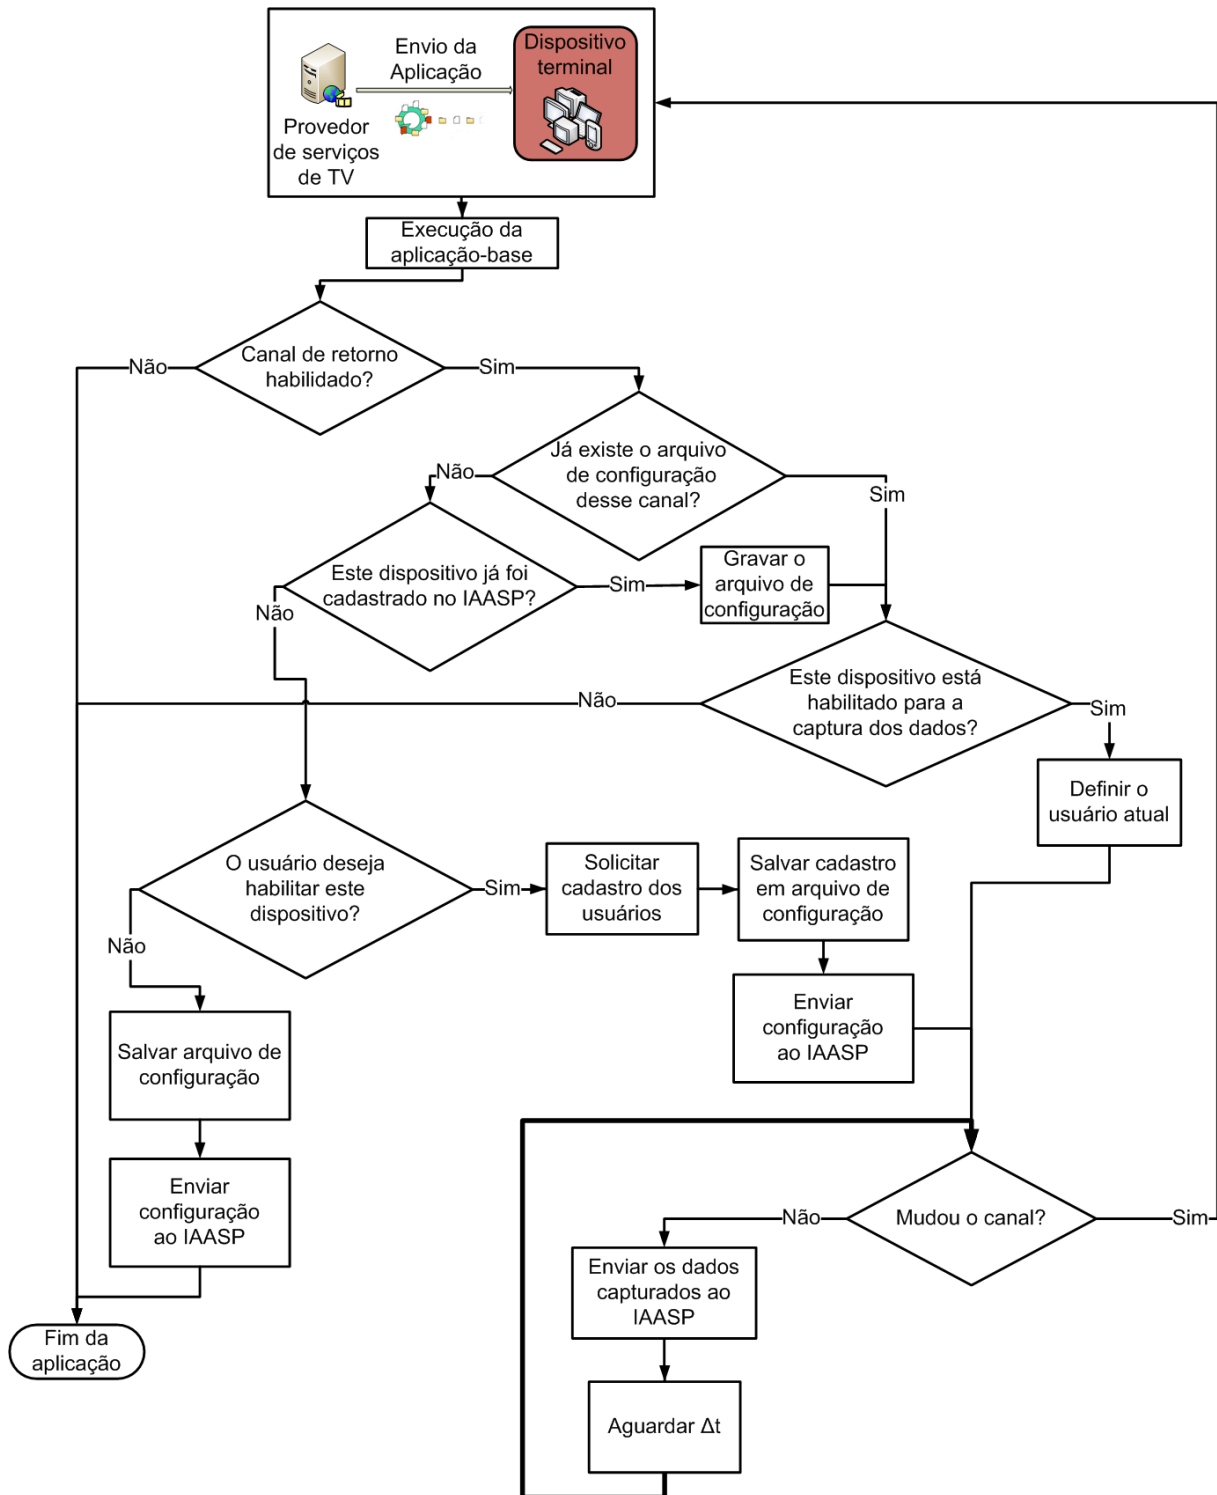 Envio da
Aplicação
Dispositivo
terminal
Provedor
de serviços
de TV
Execução da
aplicação-base
Canal de retorno
habilidado?
Não
Sim
Já existe o arquivo
de configuração
desse canal?
Não
Sim
Este dispositivo já foi
cadastrado no IAASP?
Não
Sim
Gravar o
arquivo de
configuração
Este dispositivo está
habilitado para a
captura dos dados?
Não
Sim
Definir o
usuário atual
O usuário deseja
habilitar este
dispositivo?
Não
Sim
Solicitar
cadastro dos
usuários
Salvar cadastro
em arquivo de
configuração
Enviar
configuração
ao IAASP
Salvar arquivo de
configuração
Enviar
configuração
ao IAASP
Mudou o canal?
Não
Sim
Enviar os dados
capturados ao
IAASP
Aguardar Δt
Fim da
aplicação